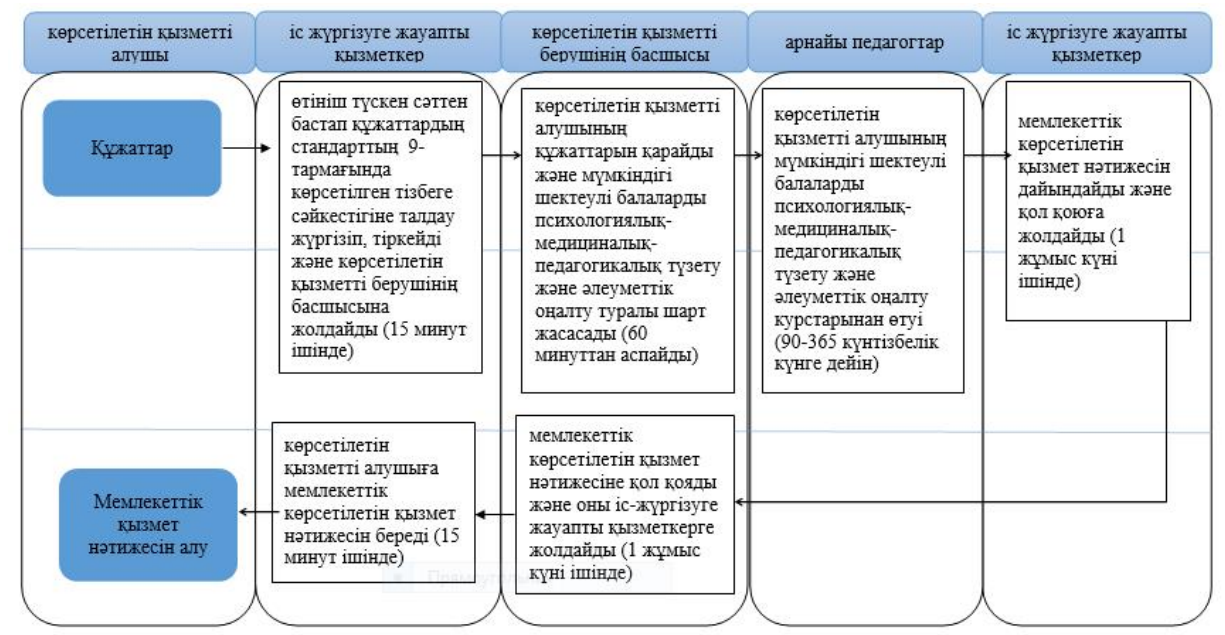 көрсетілетін қызметті
алушы
іс жүргізуге жауапты
қызметкер
көрсетілетін қызметті
берушінің басшысы
арнайы педагогтар
іс жүргізуге жауапты
қызметкер
Құжаттар
өтініш түскен сәттен
бастап құжаттардың
стандарттың 9-
тармағында
көрсетілген тізбеге
сәйкестігіне талдау
жүргізіп, тіркейді
және көрсетілетін
қызметті берушінің
басшысына
жолдайды (15 минут
ішінде)
көрсетілетін қызметті
алушының
құжаттарын қарайды
және мүмкіндігі
шектеулі балаларды
психологиялық-
медициналық-
педагогикалық түзету
және әлеуметтік
оңалту туралы шарт
жасасады (60
минуттан аспайды)
көрсетілетін
қызметті алушының
мүмкіндігі шектеулі
балаларды
психологиялық-
медициналық-
педагогикалық
түзету және
әлеуметтік оңалту
курстарынан өтуі
(90-365 күнтізбелік
күнге дейін)
мемлекеттік
көрсетілетін
қызмет нәтижесін
дайындайды және
қол қоюға
жолдайды (1
жұмыс күні
ішінде)
Мемлекеттік
қызмет
нәтижесін алу
көрсетілетін
қызметті алушыға
мемлекеттік
көрсетілетін қызмет
нәтижесін береді (15
минут ішінде)
мемлекеттік
көрсетілетін қызмет
нәтижесіне қол қояды
және оны іс-жүргізуге
жауапты қызметкерге
жолдайды (1 жұмыс
күні ішінде)